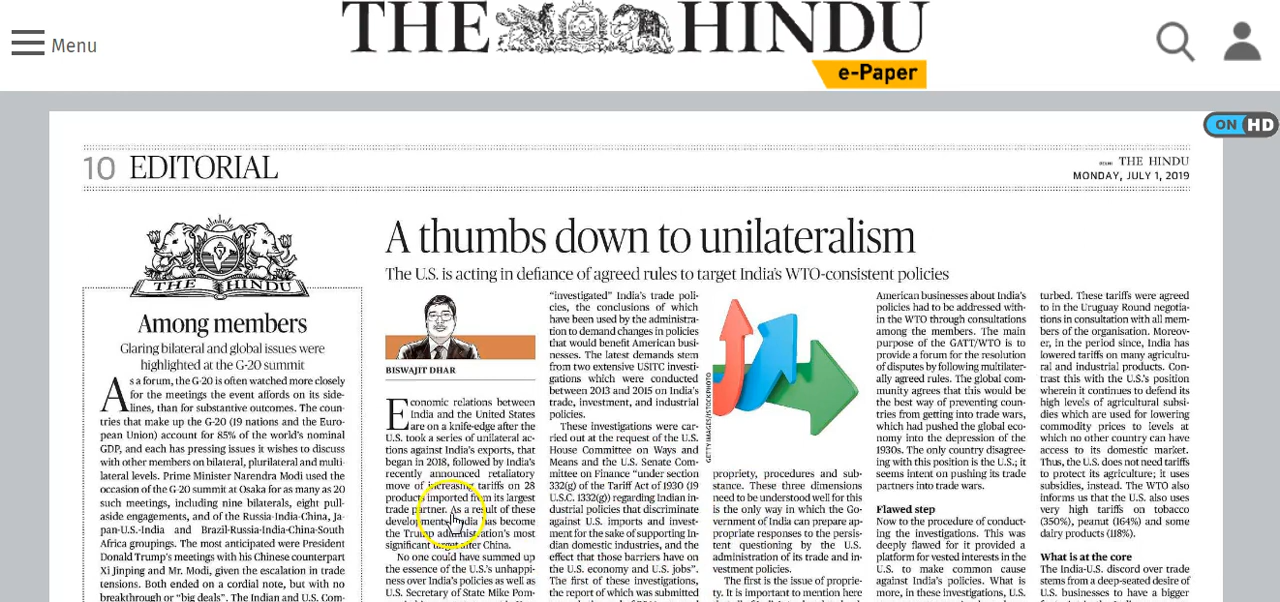 Menu
THE HINDU
e-Paper
ON HD
10 EDITORIAL
THE HINDU
MONDAY, JULY 1, 2019
THE HINDU
Among members
Glaring bilateral and global issues were
highlighted at the G-20 summit
As a forum, the G-20 is often watched more closely
for the meetings the event affords on its side-
lines, than for substantive outcomes. The coun-
tries that make up the G-20 (19 nations and the Euro-
pean Union) account for 85% of the world's nominal
GDP, and each has pressing issues it wishes to discuss
with other members on bilateral, plurilateral and multi-
lateral levels. Prime Minister Narendra Modi used the
occasion of the G-20 summit at Osaka for as many as 20
such meetings, including nine bilaterals, eight pull-
aside engagements, and of the Russia-India-China, Ja-
pan-U.S.-India and Brazil-Russia-India-China-South
Africa groupings. The most anticipated were President
Donald Trump's meetings with his Chinese counterpart
Xi Jinping and Mr. Modi, given the escalation in trade
tensions. Both ended on a cordial note, but with no
breakthrough or "big deals". The Indian and U.S. Com-
A thumbs down to unilateralism
The U.S. is acting in defiance of agreed rules to target India's WTO-consistent policies
BISWAJIT DHAR
Economic relations between
India and the United States
are on a knife-edge after the
U.S. took a series of unilateral ac-
tions against India's exports, that
began in 2018, followed by India's
recently announced retaliatory
move of increasing tariffs on 28
products imported from its largest
trade partner. As a result of these
developments, India has become
the Trump administration's most
significant target after China.
No one could have summed up
the essence of the U.S.'s unhappi-
ness over India's policies as well as
U.S. Secretary of State Mike Pom-
"investigated" India's trade poli-
cies, the conclusions of which
have been used by the administra-
tion to demand changes in policies
that would benefit American busi-
nesses. The latest demands stem
from two extensive USITC investi-
gations which were conducted
between 2013 and 2015 on India's
trade, investment, and industrial
policies.
These investigations were car-
ried out at the request of the U.S.
House Committee on Ways and
Means and the U.S. Senate Com-
mittee on Finance "under section
332(g) of the Tariff Act of 1930 (19
U.S.C. 1332(g)) regarding Indian in-
dustrial policies that discriminate
against U.S. imports and invest-
ment for the sake of supporting In-
dian domestic industries, and the
effect that those barriers have on
the U.S. economy and U.S. jobs".
The first of these investigations,
the report of which was submitted
GETTY IMAGES/ISTOCKPHOTO
propriety, procedures and sub-
stance. These three dimensions
need to be understood well for this
is the only way in which the Go-
vernment of India can prepare ap-
propriate responses to the persis-
tent questioning by the U.S.
administration of its trade and in-
vestment policies.
The first is the issue of proprie-
ty. It is important to mention here
American businesses about India's
policies had to be addressed with-
in the WTO through consultations
among the members. The main
purpose of the GATT/WTO is to
provide a forum for the resolution
of disputes by following multilater-
ally agreed rules. The global com-
munity agrees that this would be
the best way of preventing coun-
tries from getting into trade wars,
which had pushed the global eco-
nomy into the depression of the
1930s. The only country disagree-
ing with this position is the U.S.; it
seems intent on pushing its trade
partners into trade wars.
Flawed step
Now to the procedure of conduct-
ing the investigations. This was
deeply flawed for it provided a
platform for vested interests in the
U.S. to make common cause
against India's policies. What is
more, in these investigations, U.S.
turbed. These tariffs were agreed
to in the Uruguay Round negotia-
tions in consultation with all mem-
bers of the organisation. Moreov-
er, in the period since, India has
lowered tariffs on many agricultu-
ral and industrial products. Con-
trast this with the U.S.'s position
wherein it continues to defend its
high levels of agricultural subsi-
dies which are used for lowering
commodity prices to levels at
which no other country can have
access to its domestic market.
Thus, the U.S. does not need tariffs
to protect its agriculture; it uses
subsidies, instead. The WTO also
informs us that the U.S. also uses
very high tariffs on tobacco
(350%), peanut (164%) and some
dairy products (118%).
What is at the core
The India-U.S. discord over trade
stems from a deep-seated desire of
U.S. businesses to have a bigger